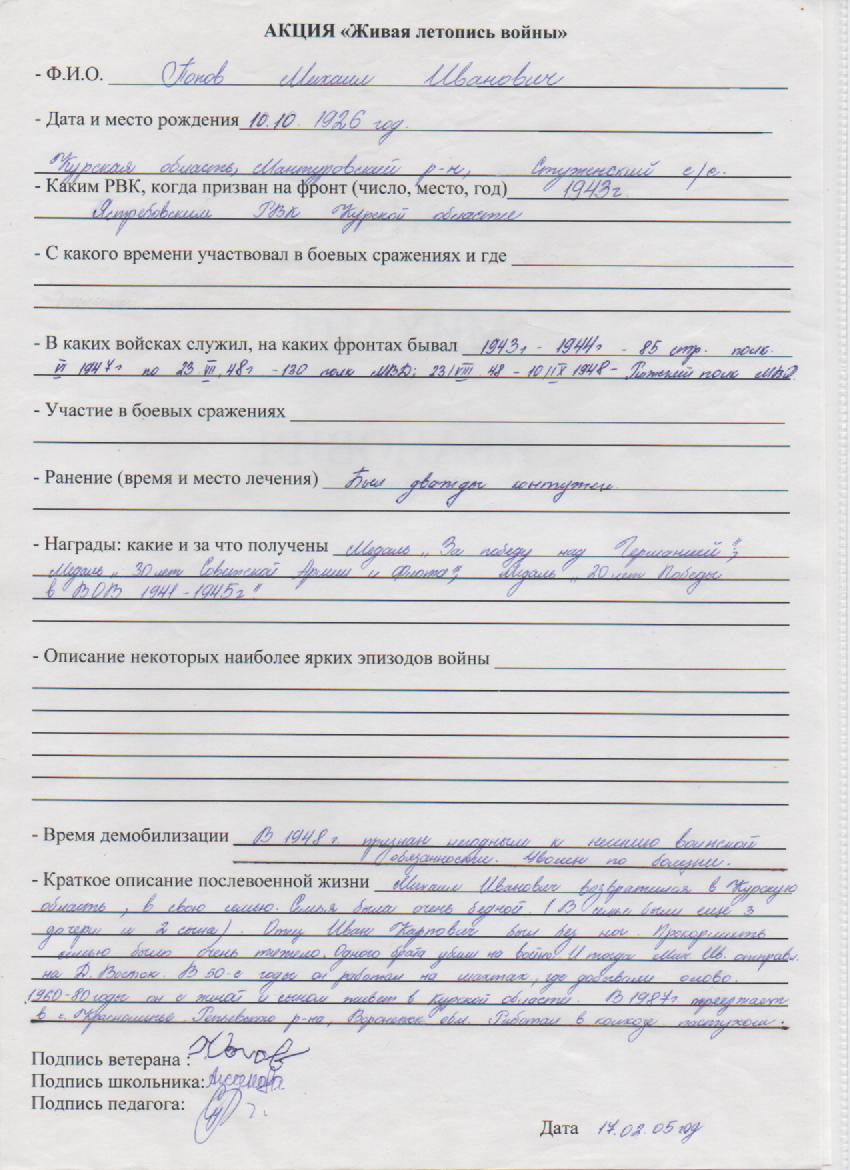 АКЦИЯ «Живая летопись войны»
- Ф.И.О. Попов Михаил Иванович
- Дата и место рождения 10.10. 1926 год.
Курская область, Мантуровский р-н, Стуженский с/с.
- Каким РВК, когда призван на фронт (число, место, год) 1943г.
Ястребовским РВК Курской области
- С какого времени участвовал в боевых сражениях и где
- В каких войсках служил, на каких фронтах бывал 1943г - 1944г - 85 стр. полк.
VI 1947г по 23.VIII.48г - 130 полк МВД; 23/VIII.48 - 10/IX 1948 - полк МВД
- Участие в боевых сражениях
- Ранение (время и место лечения) Был дважды контужен
- Награды: какие и за что получены Медаль „За победу над Германией";
Медаль „30 лет Советской Армии и Флота", Медаль „20 лет Победы
в ВОВ 1941 - 1945г."
- Описание некоторых наиболее ярких эпизодов войны
- Время демобилизации В 1948 г. признан негодным к несению воинской
обязанности. Уволен по болезни.
- Краткое описание послевоенной жизни Михаил Иванович возвратился в Курскую
область, в свою семью. Семья была очень бедной. (В семье были еще 3
дочери и 2 сына). Отец Иван Карпович был без ног. Прокормить
семью было очень тяжело. Одного брата убили на войне. И тогда Мих. Ив. отправ.
на Д. Восток. В 50-е годы он работал на шахтах, где добывали олово.
1960-80 годы он с женой и сыном живет в Курской области. В 1987г переезжает
в с. Краснолипье Репьевского р-на, Воронежск. обл. Работал в колхозе пастухом.
Подпись ветерана :
Подпись школьника:
Подпись педагога:
Дата 17.02.05 год